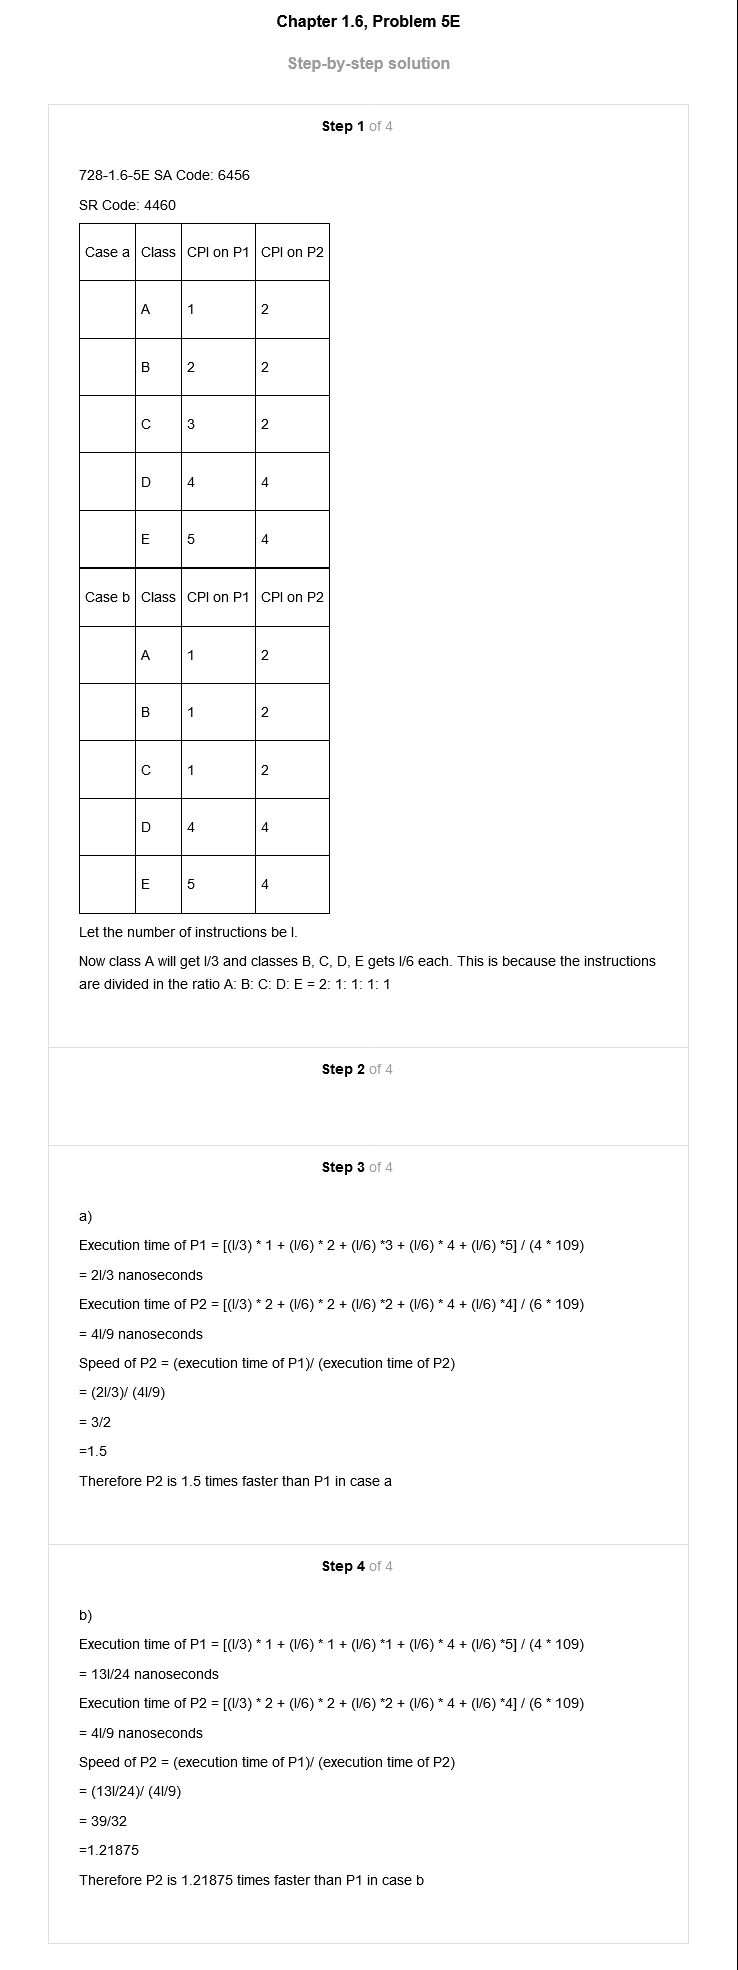 Chapter 1.6, Problem 5E
Step-by-step solution
Step 1 of 4
728-1.6-5E SA Code: 6456
SR Code: 4460
Case a Class CPI on P1 CPI on P2
A 1 2
B 2 2
C 3 2
D 4 4
E 5 4
Case b Class CPI on P1 CPI on P2
A 1 2
B 1 2
C 1 2
D 4 4
E 5 4
Let the number of instructions be I.
Now class A will get I/3 and classes B, C, D, E gets I/6 each. This is because the instructions
are divided in the ratio A: B: C: D: E = 2: 1: 1: 1: 1
Step 2 of 4
Step 3 of 4
a)
Execution time of P1 = [(I/3) * 1 + (I/6) * 2 + (I/6) *3 + (I/6) * 4 + (I/6) *5] / (4 * 109)
= 2I/3 nanoseconds
Execution time of P2 = [(I/3) * 2 + (I/6) * 2 + (I/6) *2 + (I/6) * 4 + (I/6) *4] / (6 * 109)
= 4I/9 nanoseconds
Speed of P2 = (execution time of P1)/ (execution time of P2)
= (2I/3)/ (4I/9)
= 3/2
=1.5
Therefore P2 is 1.5 times faster than P1 in case a
Step 4 of 4
b)
Execution time of P1 = [(I/3) * 1 + (I/6) * 1 + (I/6) *1 + (I/6) * 4 + (I/6) *5] / (4 * 109)
= 13I/24 nanoseconds
Execution time of P2 = [(I/3) * 2 + (I/6) * 2 + (I/6) *2 + (I/6) * 4 + (I/6) *4] / (6 * 109)
= 4I/9 nanoseconds
Speed of P2 = (execution time of P1)/ (execution time of P2)
= (13I/24)/ (4I/9)
= 39/32
=1.21875
Therefore P2 is 1.21875 times faster than P1 in case b